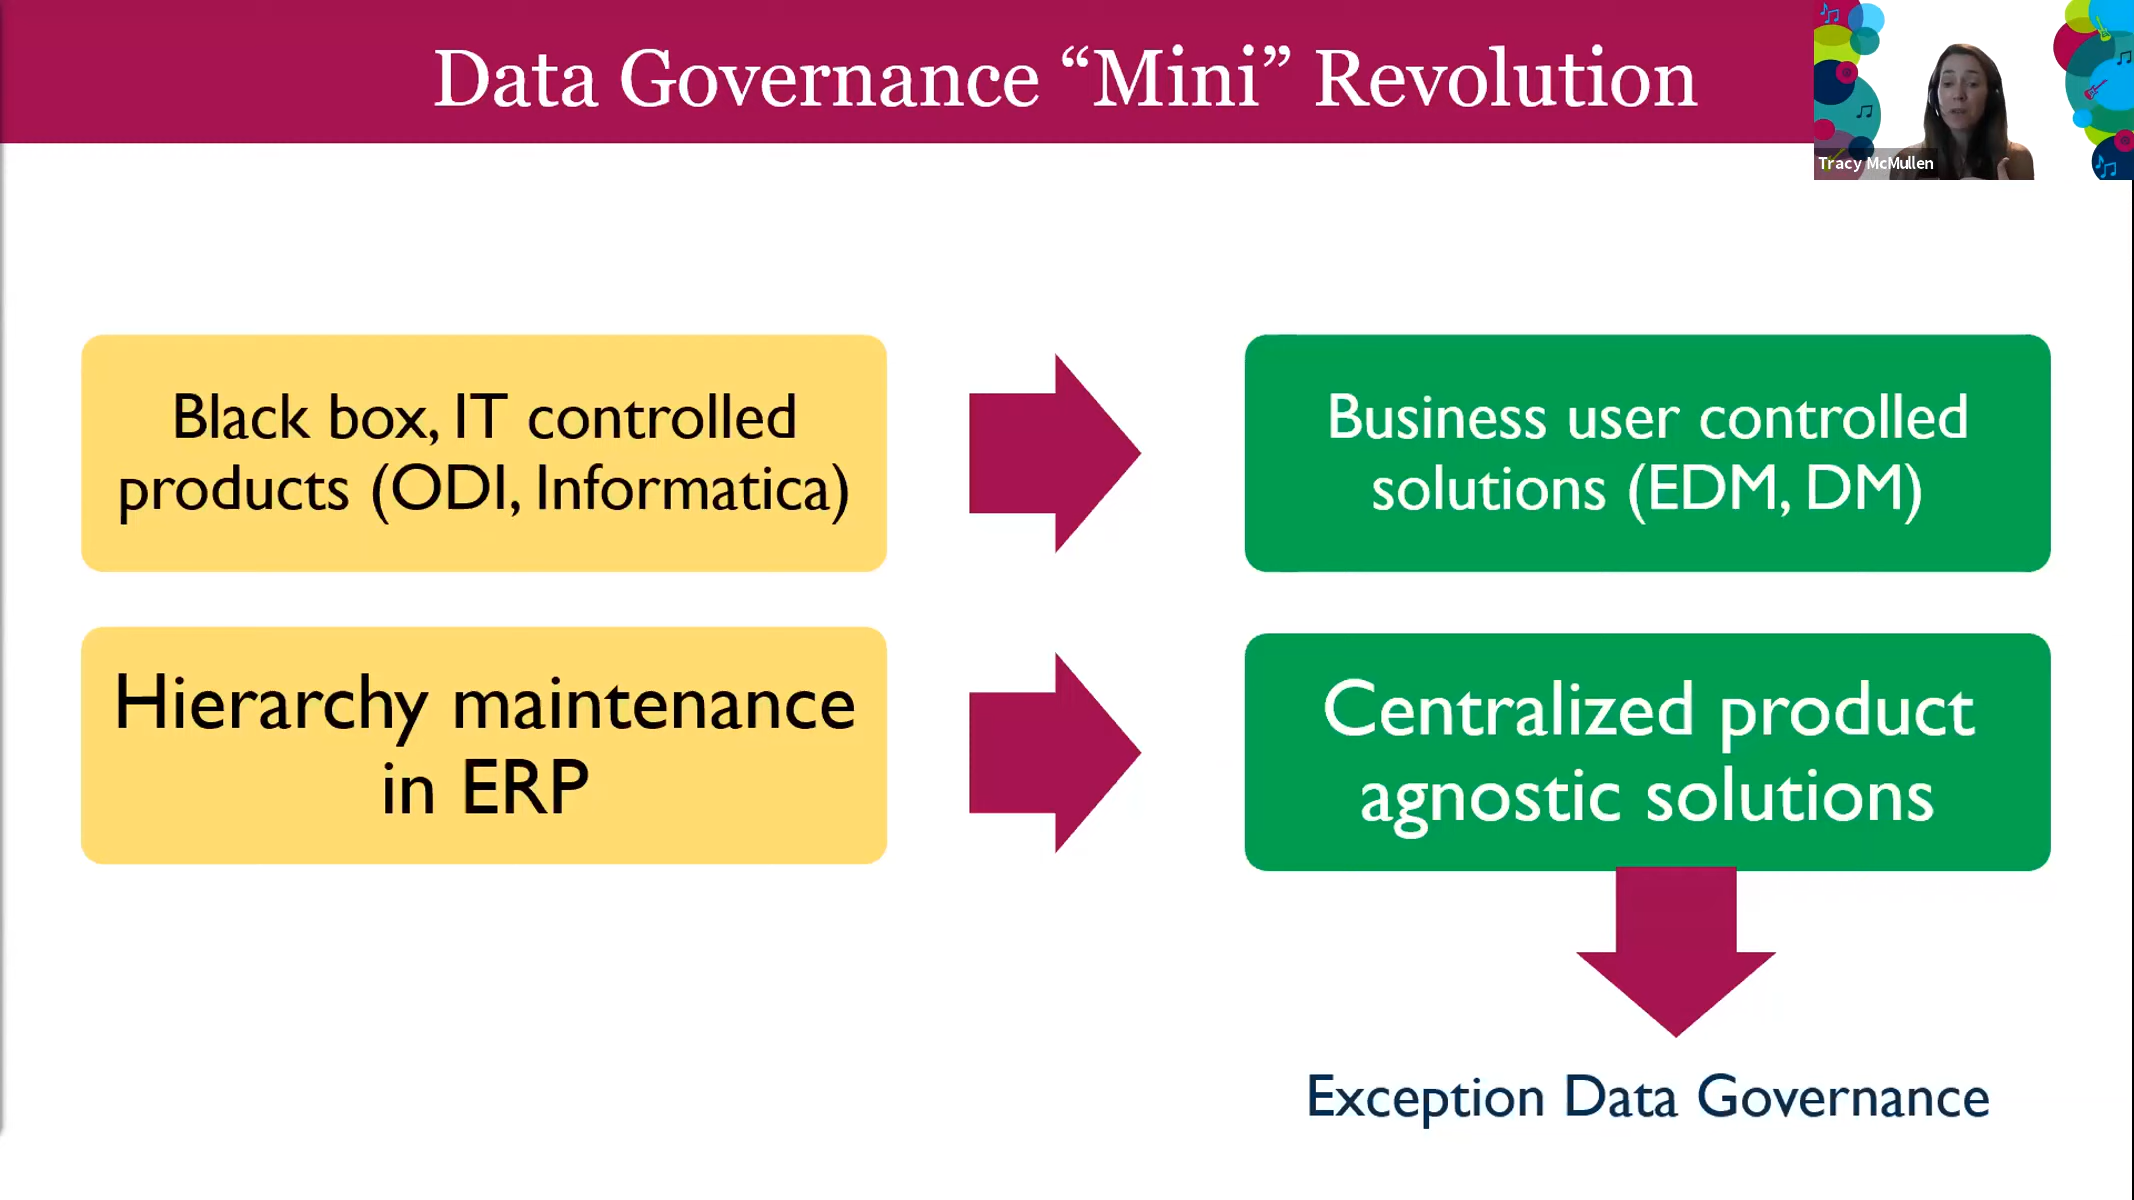 Data Governance “Mini” Revolution
Tracy McMullen
Black box, IT controlled
products (ODI, Informatica)
Business user controlled
solutions (EDM, DM)
Hierarchy maintenance
in ERP
Centralized product
agnostic solutions
Exception Data Governance